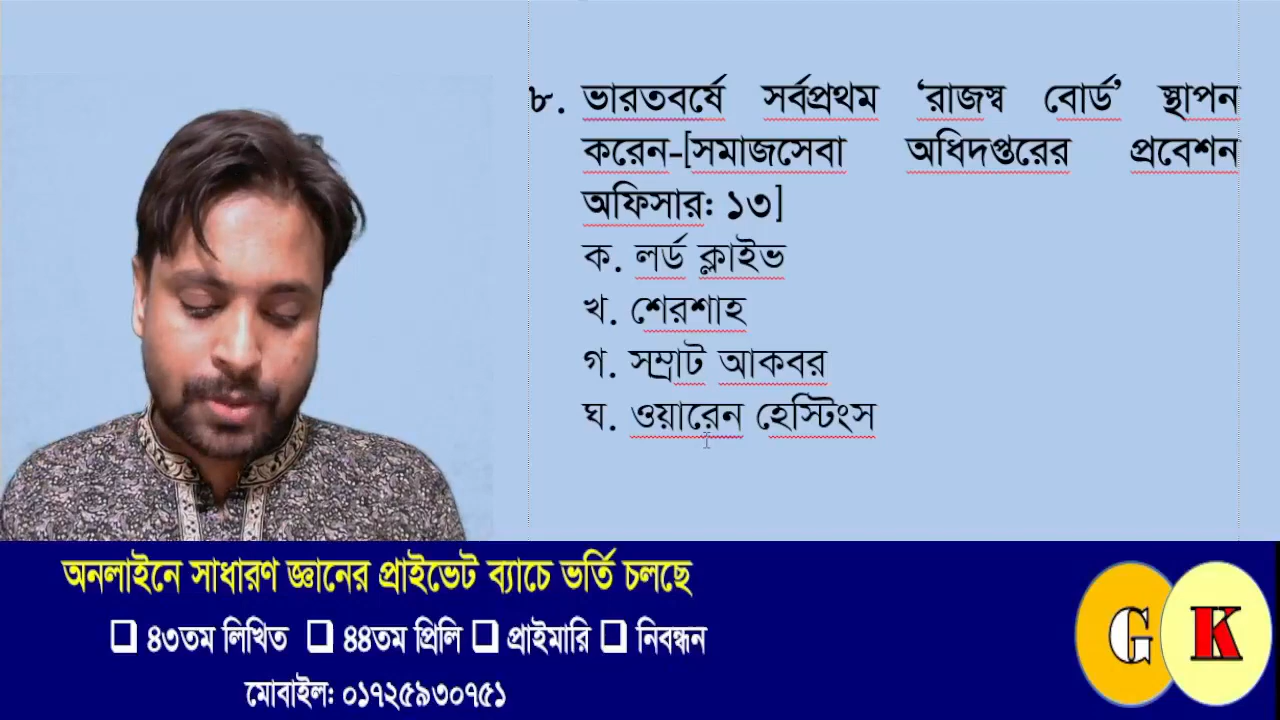 ৮. ভারতবর্ষে সর্বপ্রথম ‘রাজস্ব বোর্ড’ স্থাপন
করেন-[সমাজসেবা অধিদপ্তরের প্রবেশন
অফিসার: ১৩]
ক. লর্ড ক্লাইভ
খ. শেরশাহ
গ. সম্রাট আকবর
ঘ. ওয়ারেন হেস্টিংস
অনলাইনে সাধারণ জ্ঞানের প্রাইভেট ব্যাচে ভর্তি চলছে
❑ ৪৩তম লিখিত ❑ ৪৪তম প্রিলি ❑ প্রাইমারি ❑ নিবন্ধন
মোবাইল: ০১৭২৫৯৩০৭৫১
G K